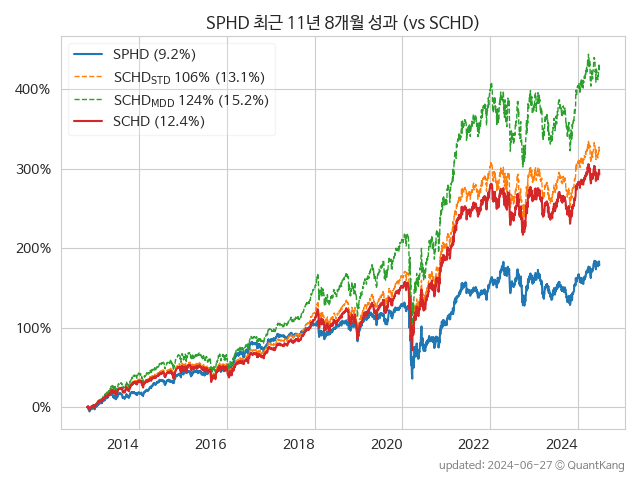 SPHD 최근 11년 8개월 성과 (vs SCHD)
SPHD (9.2%)
SCHD_STD 106% (13.1%)
SCHD_MDD 124% (15.2%)
SCHD (12.4%)
400%
300%
200%
100%
0%
2014 2016 2018 2020 2022 2024
updated: 2024-06-27 © QuantKang